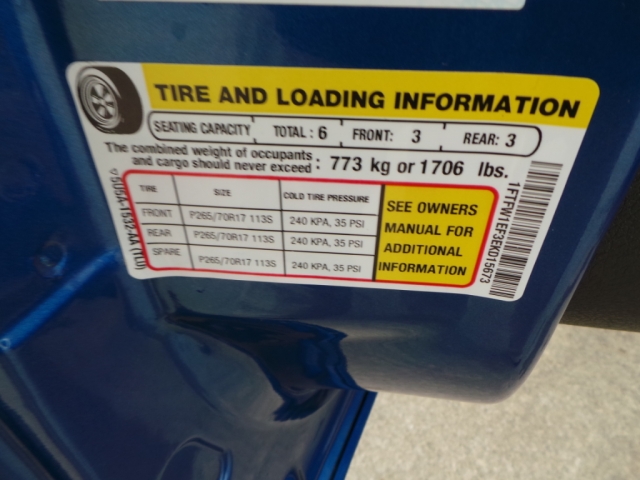 TIRE AND LOADING INFORMATION
SEATING CAPACITY TOTAL : 6 FRONT: 3 REAR: 3
The combined weight of occupants and cargo should never exceed : 773 kg or 1706 lbs.
TIRE SIZE COLD TIRE PRESSURE
FRONT P265/70R17 113S 240 KPA, 35 PSI
REAR P265/70R17 113S 240 KPA, 35 PSI
SPARE P265/70R17 113S 240 KPA, 35 PSI
SEE OWNERS
MANUAL FOR
ADDITIONAL
INFORMATION
1FTFW1EF3EK015673